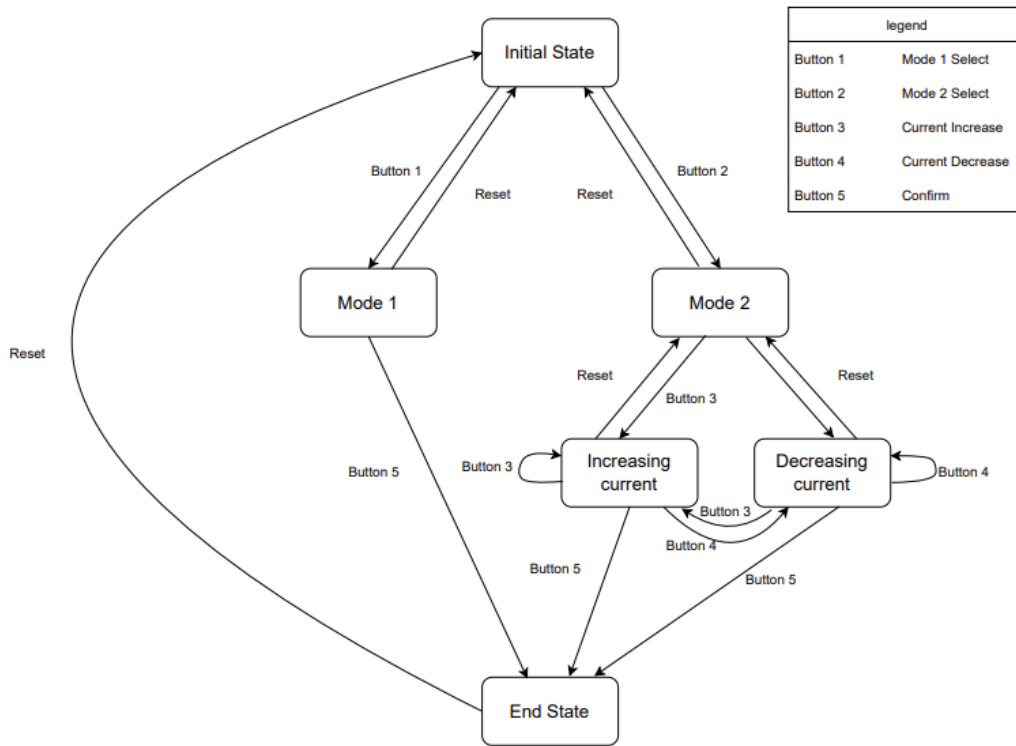 legend
Initial State
Button 1 Mode 1 Select
Button 2 Mode 2 Select
Button 3 Current Increase
Button 4 Current Decrease
Button 5 Confirm
Button 1
Reset
Reset
Button 2
Mode 1
Mode 2
Reset
Reset
Button 3
Reset
Button 5
Button 3
Increasing
current
Decreasing
current
Button 4
Button 3
Button 4
Button 5
Button 5
End State